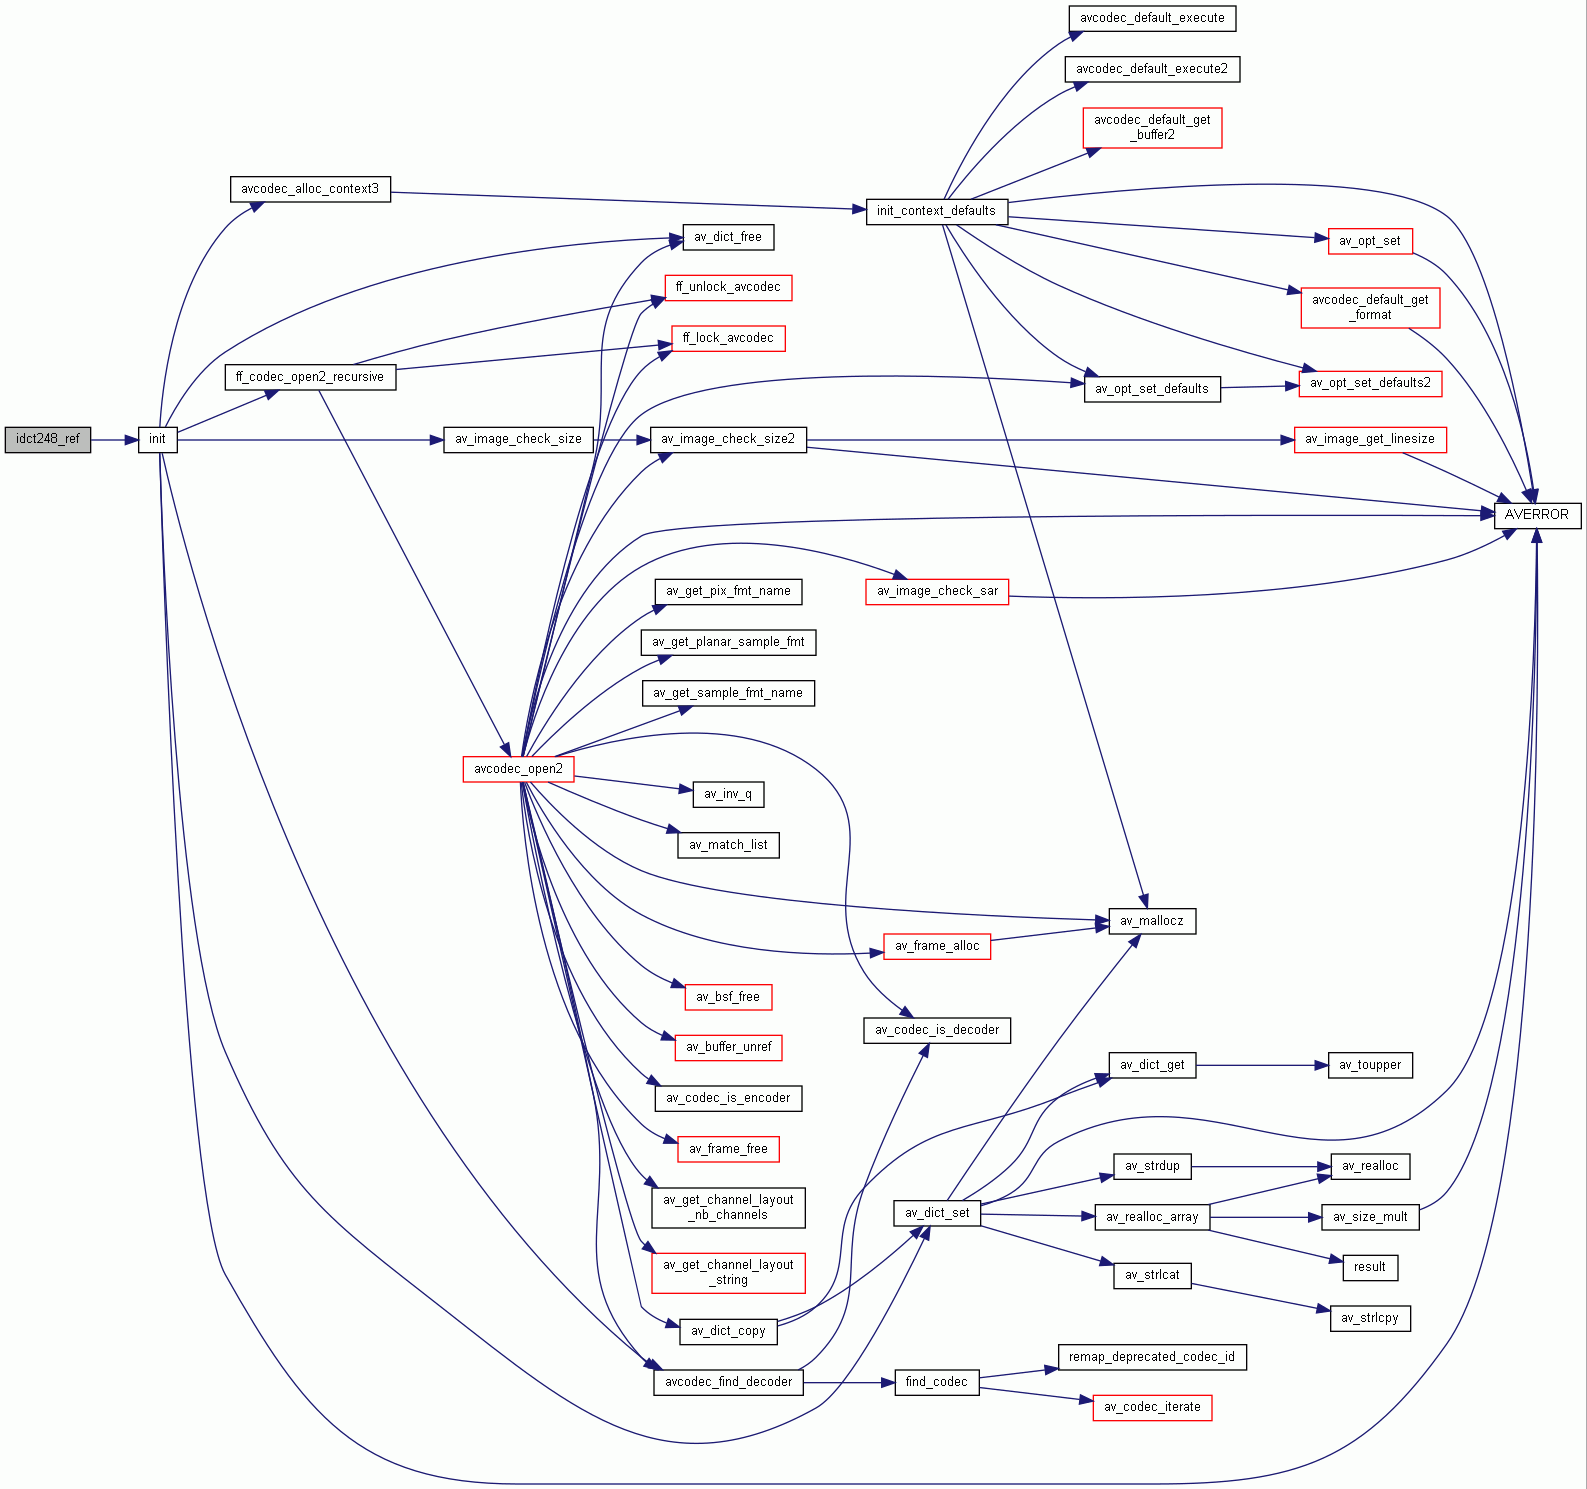 avcodec_default_execute
avcodec_default_execute2
avcodec_default_get
_buffer2
avcodec_alloc_context3
init_context_defaults
av_dict_free
av_opt_set
ff_unlock_avcodec
avcodec_default_get
_format
ff_lock_avcodec
ff_codec_open2_recursive
av_opt_set_defaults
av_opt_set_defaults2
idct248_ref
init
av_image_check_size
av_image_check_size2
av_image_get_linesize
AVERROR
av_get_pix_fmt_name
av_image_check_sar
av_get_planar_sample_fmt
av_get_sample_fmt_name
avcodec_open2
av_inv_q
av_match_list
av_mallocz
av_frame_alloc
av_bsf_free
av_codec_is_decoder
av_buffer_unref
av_dict_get
av_toupper
av_codec_is_encoder
av_frame_free
av_strdup
av_realloc
av_get_channel_layout
_nb_channels
av_dict_set
av_realloc_array
av_size_mult
av_get_channel_layout
_string
av_strlcat
result
av_dict_copy
av_strlcpy
remap_deprecated_codec_id
avcodec_find_decoder
find_codec
av_codec_iterate